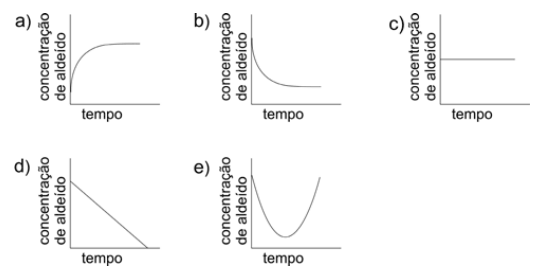 a)
concentração
de aldeído
tempo
b)
concentração
de aldeído
tempo
c)
concentração
de aldeído
tempo
d)
concentração
de aldeído
tempo
e)
concentração
de aldeído
tempo